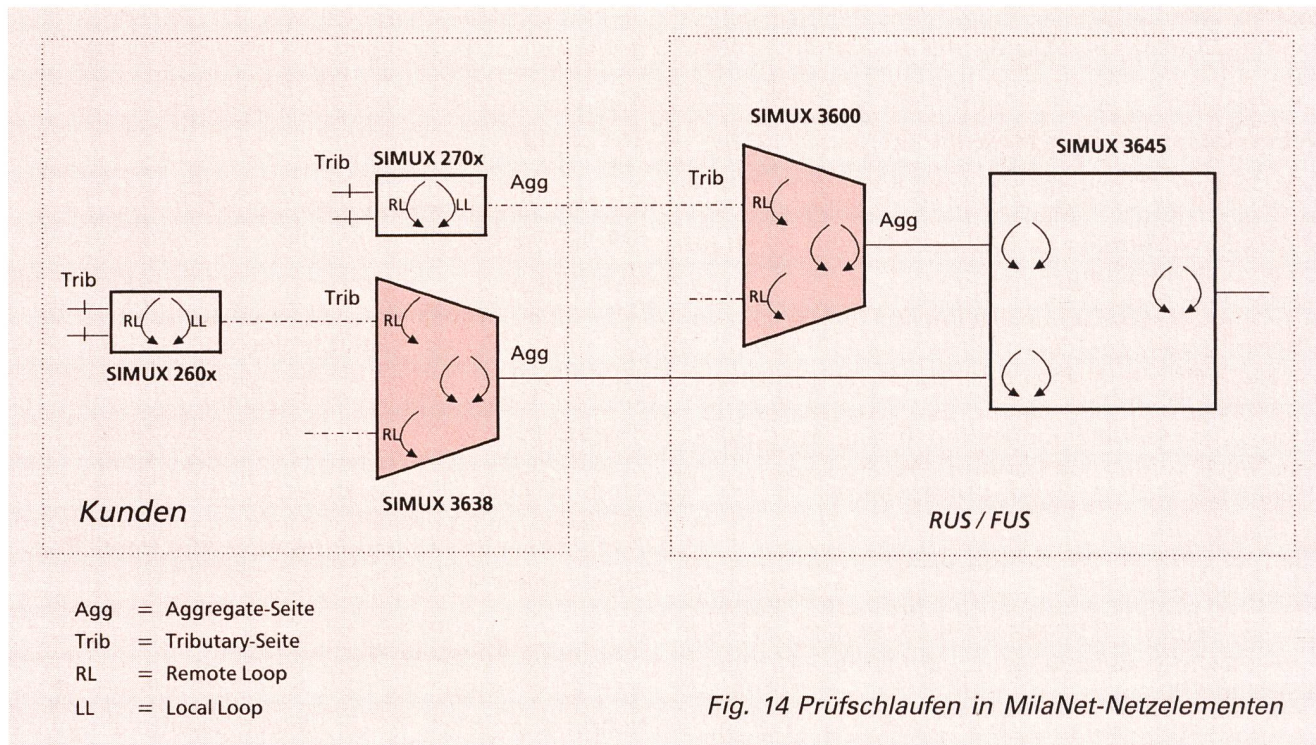 SIMUX 3600
SIMUX 3645
Trib
SIMUX 270x
Agg
Trib
RL
LL
RL
Agg
Trib
Trib
RL
RL
LL
RL
Agg
SIMUX 260x
RL
SIMUX 3638
Kunden
RUS / FUS
Agg = Aggregate-Seite
Trib = Tributary-Seite
RL = Remote Loop
LL = Local Loop
Fig. 14 Prüfschlaufen in MilaNet-Netzelementen